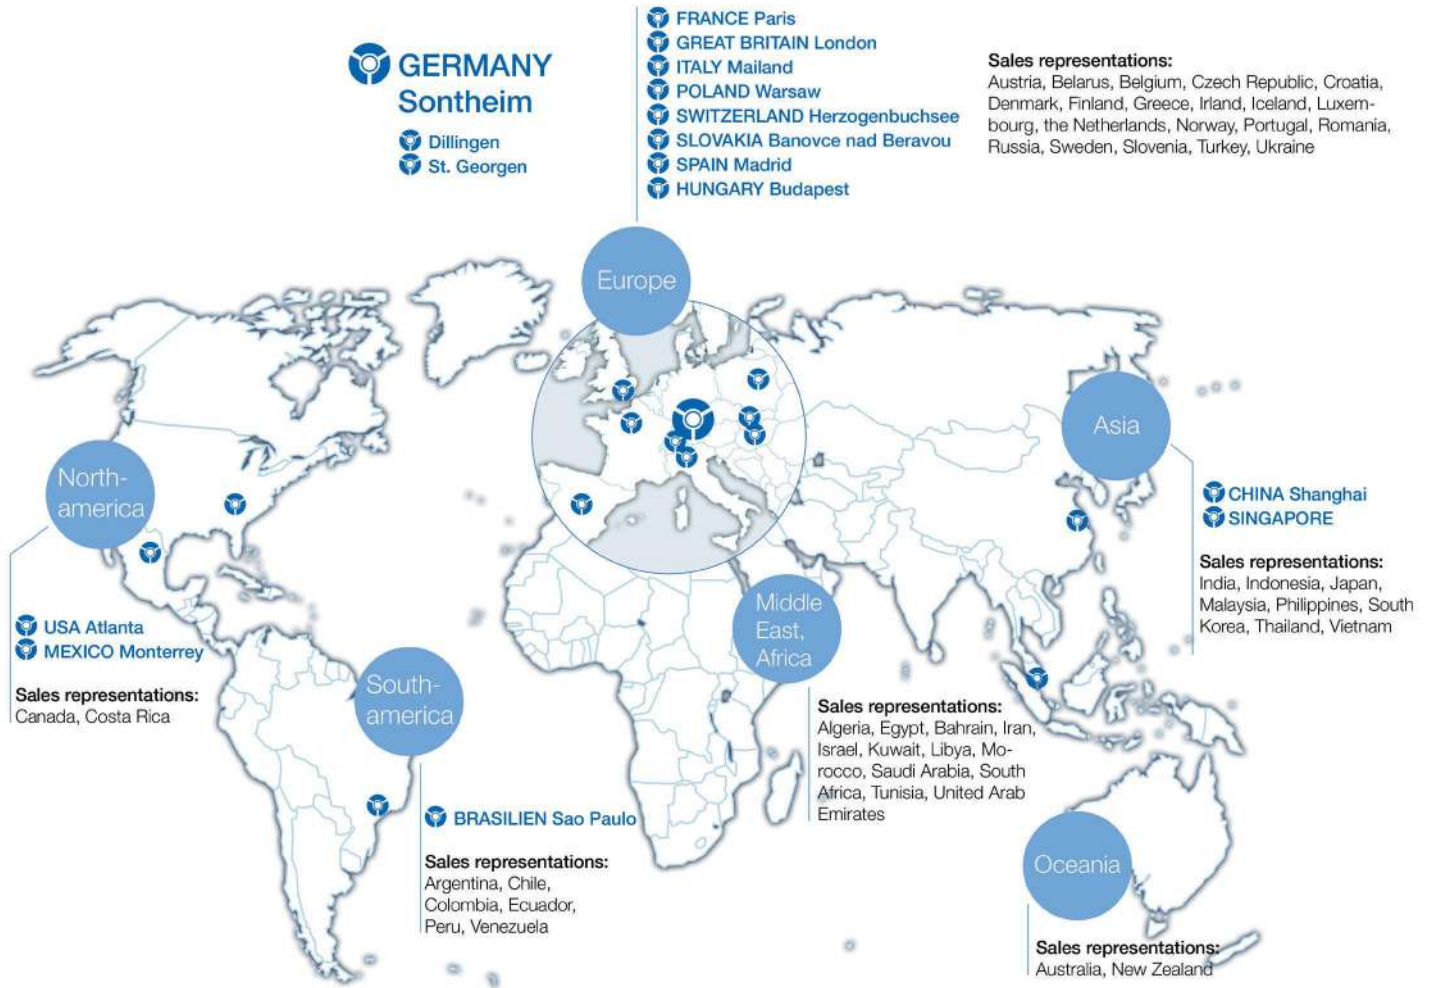 GERMANY
Sontheim
Dillingen
St. Georgen
FRANCE Paris
GREAT BRITAIN London
ITALY Mailand
POLAND Warsaw
SWITZERLAND Herzogenbuchsee
SLOVAKIA Banovce nad Beravou
SPAIN Madrid
HUNGARY Budapest
Sales representations:
Austria, Belarus, Belgium, Czech Republic, Croatia,
Denmark, Finland, Greece, Irland, Iceland, Luxem-
bourg, the Netherlands, Norway, Portugal, Romania,
Russia, Sweden, Slovenia, Turkey, Ukraine
Europe
Asia
CHINA Shanghai
SINGAPORE
Sales representations:
India, Indonesia, Japan,
Malaysia, Philippines, South
Korea, Thailand, Vietnam
North-
america
USA Atlanta
MEXICO Monterrey
Sales representations:
Canada, Costa Rica
South-
america
BRASILIEN Sao Paulo
Sales representations:
Argentina, Chile,
Colombia, Ecuador,
Peru, Venezuela
Middle
East,
Africa
Sales representations:
Algeria, Egypt, Bahrain, Iran,
Israel, Kuwait, Libya, Mo-
rocco, Saudi Arabia, South
Africa, Tunisia, United Arab
Emirates
Oceania
Sales representations:
Australia, New Zealand